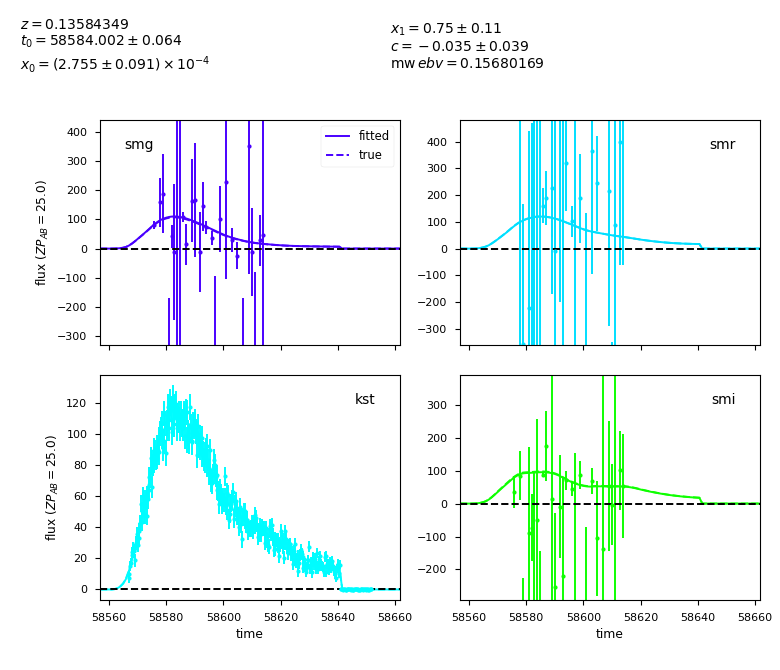 z = 0.13584349
t₀ = 58584.002 ± 0.064
x₀ = (2.755 ± 0.091) × 10⁻⁴
x₁ = 0.75 ± 0.11
c = −0.035 ± 0.039
mw ebv = 0.15680169
smg
fitted
true
400
300
200
100
0
−100
−200
−300
flux (ZP_AB = 25.0)
smr
400
300
200
100
0
−100
−200
−300
kst
120
100
80
60
40
20
0
flux (ZP_AB = 25.0)
58560 58580 58600 58620 58640 58660
time
smi
300
200
100
0
−100
−200
58560 58580 58600 58620 58640 58660
time